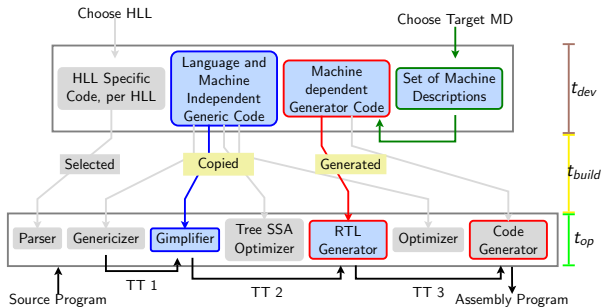 Choose HLL
Choose Target MD
HLL Specific
Code, per HLL
Language and
Machine
Independent
Generic Code
Machine
dependent
Generator Code
Set of Machine
Descriptions
t_dev
Selected
Copied
Generated
t_build
Parser
Genericizer
Gimplifier
Tree SSA
Optimizer
RTL
Generator
Optimizer
Code
Generator
t_op
TT 1
TT 2
TT 3
Source Program
Assembly Program